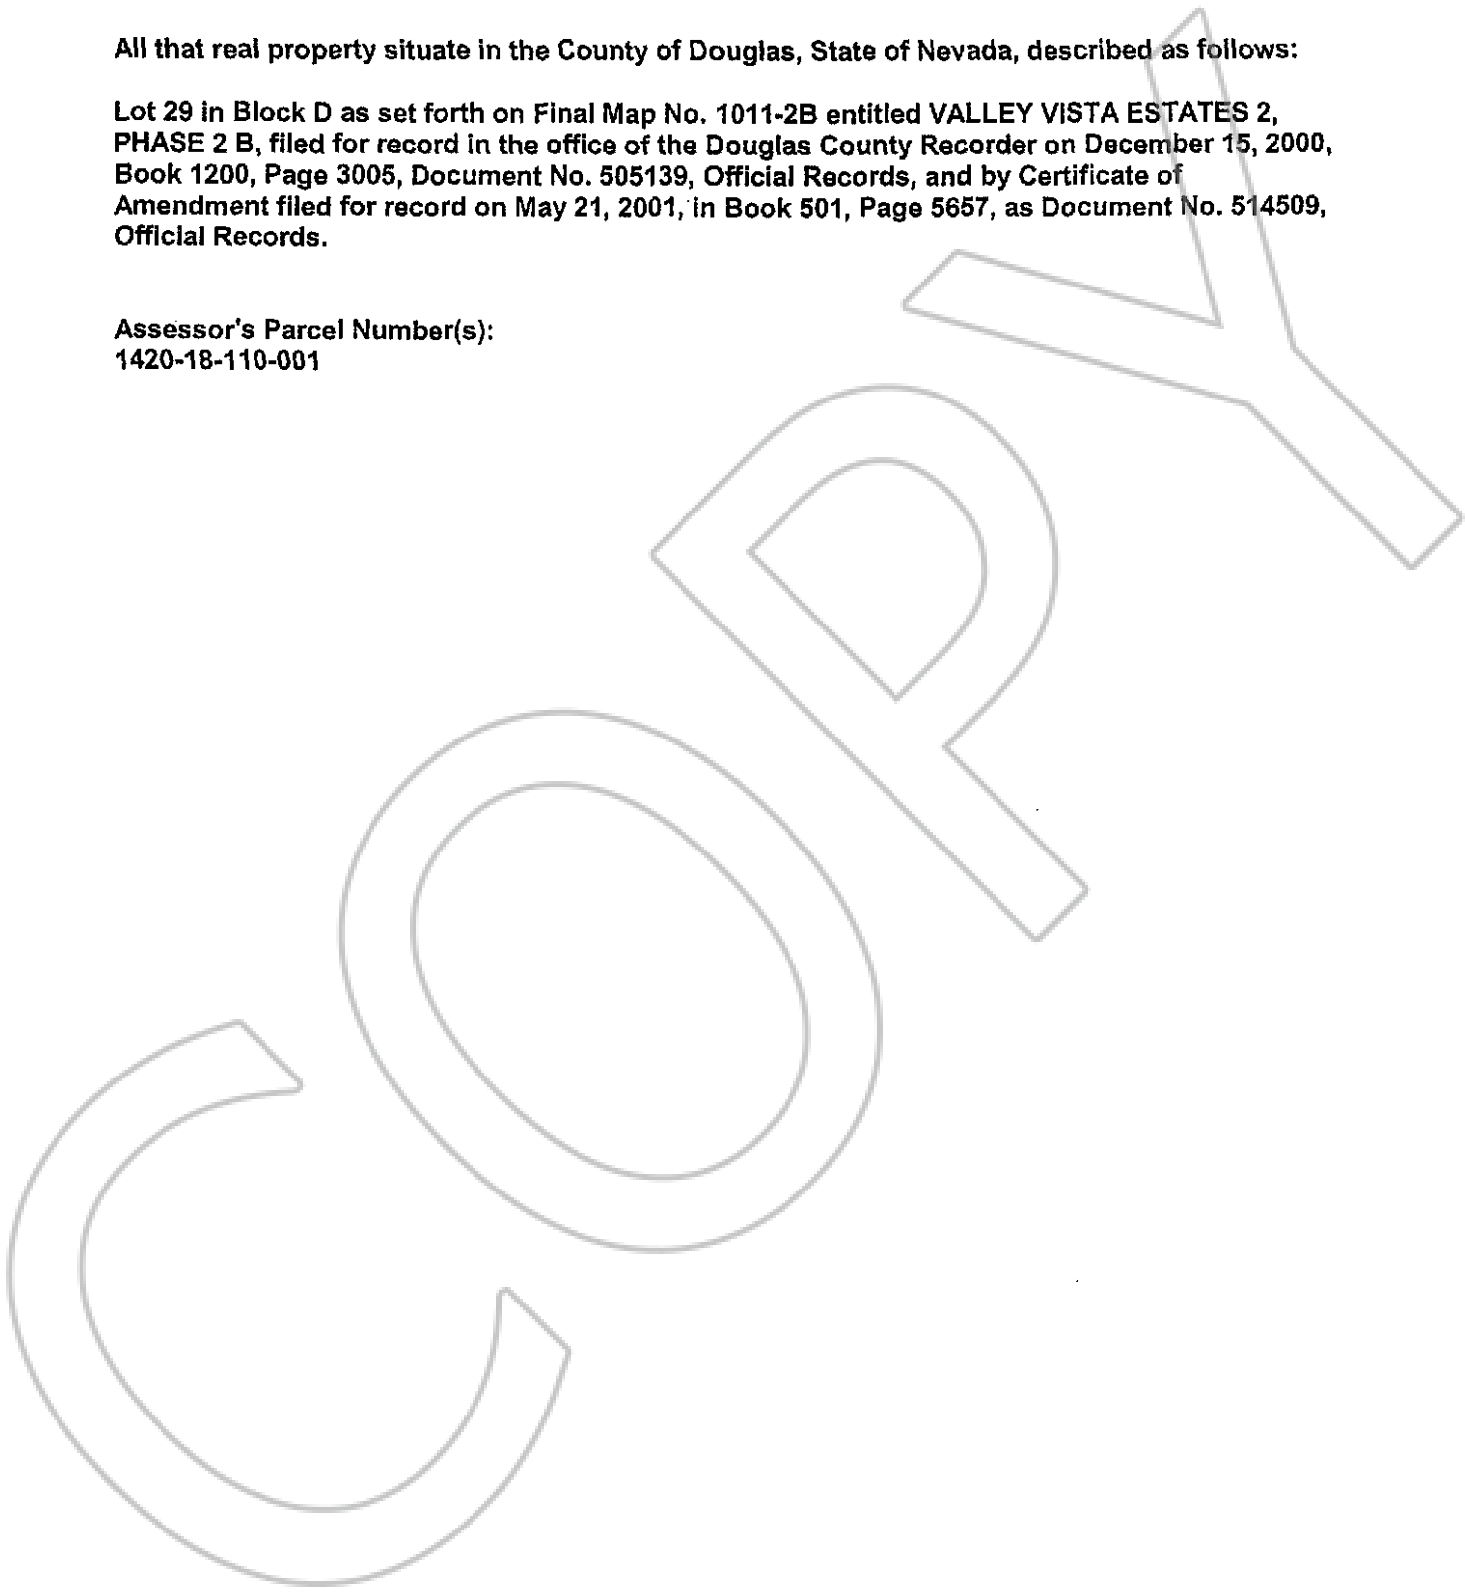 All that real property situate in the County of Douglas, State of Nevada, described as follows:
Lot 29 in Block D as set forth on Final Map No. 1011-2B entitled VALLEY VISTA ESTATES 2,
PHASE 2 B, filed for record in the office of the Douglas County Recorder on December 15, 2000,
Book 1200, Page 3005, Document No. 505139, Official Records, and by Certificate of
Amendment filed for record on May 21, 2001, in Book 501, Page 5657, as Document No. 514509,
Official Records.
Assessor's Parcel Number(s):
1420-18-110-001
COPY